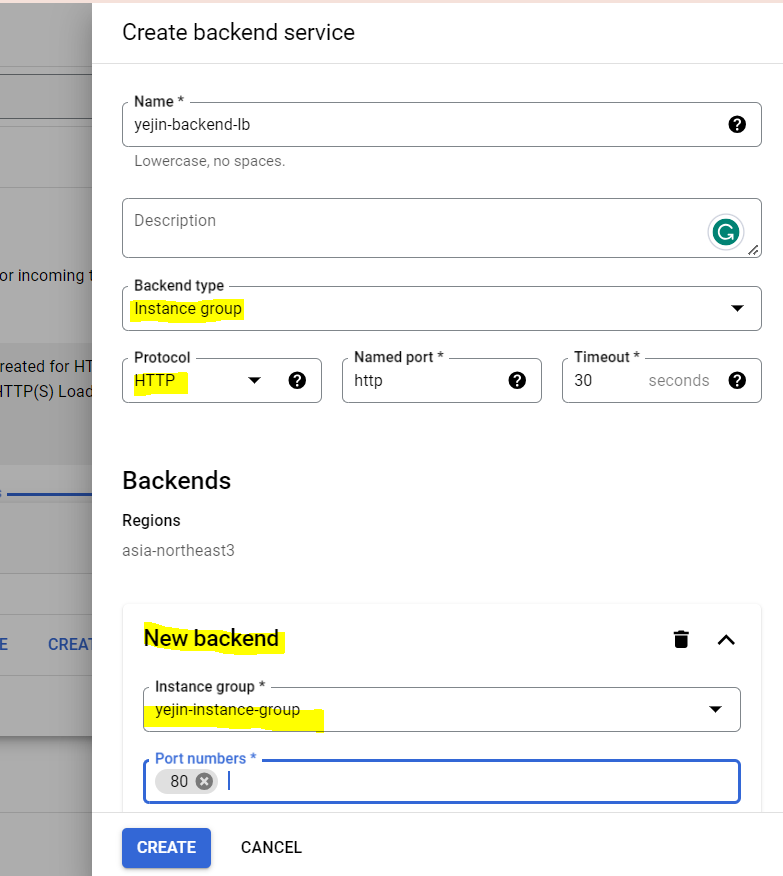 Create backend service
Name *
yejin-backend-lb
Lowercase, no spaces.
Description
or incoming t
Backend type
Instance group
reated for HT
TTP(S) Load
Protocol
HTTP
Named port *
http
Timeout *
30 seconds
Backends
Regions
asia-northeast3
New backend
E CREAT
Instance group *
yejin-instance-group
Port numbers *
80
CREATE CANCEL